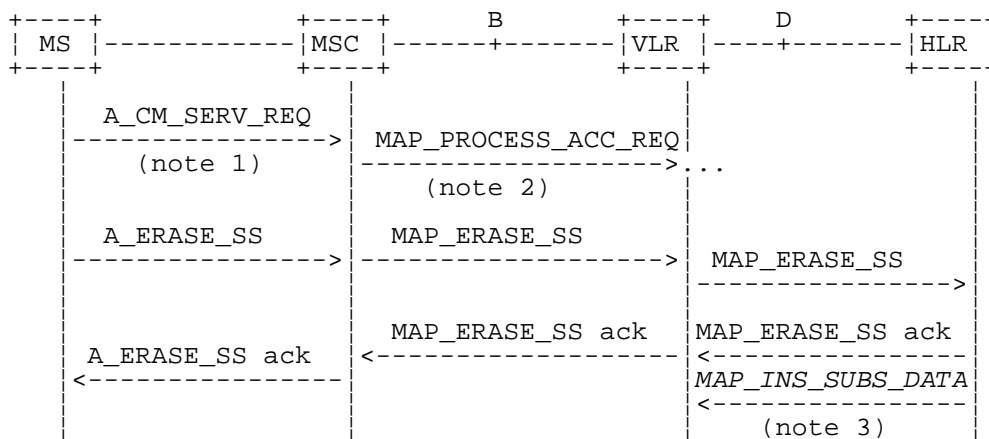 B D
MS MSC VLR HLR
A_CM_SERV_REQ
MAP_PROCESS_ACC_REQ
(note 1) ...
(note 2)
A_ERASE_SS MAP_ERASE_SS
MAP_ERASE_SS
MAP_ERASE_SS ack MAP_ERASE_SS ack
A_ERASE_SS ack
MAP_INS_SUBS_DATA
(note 3)